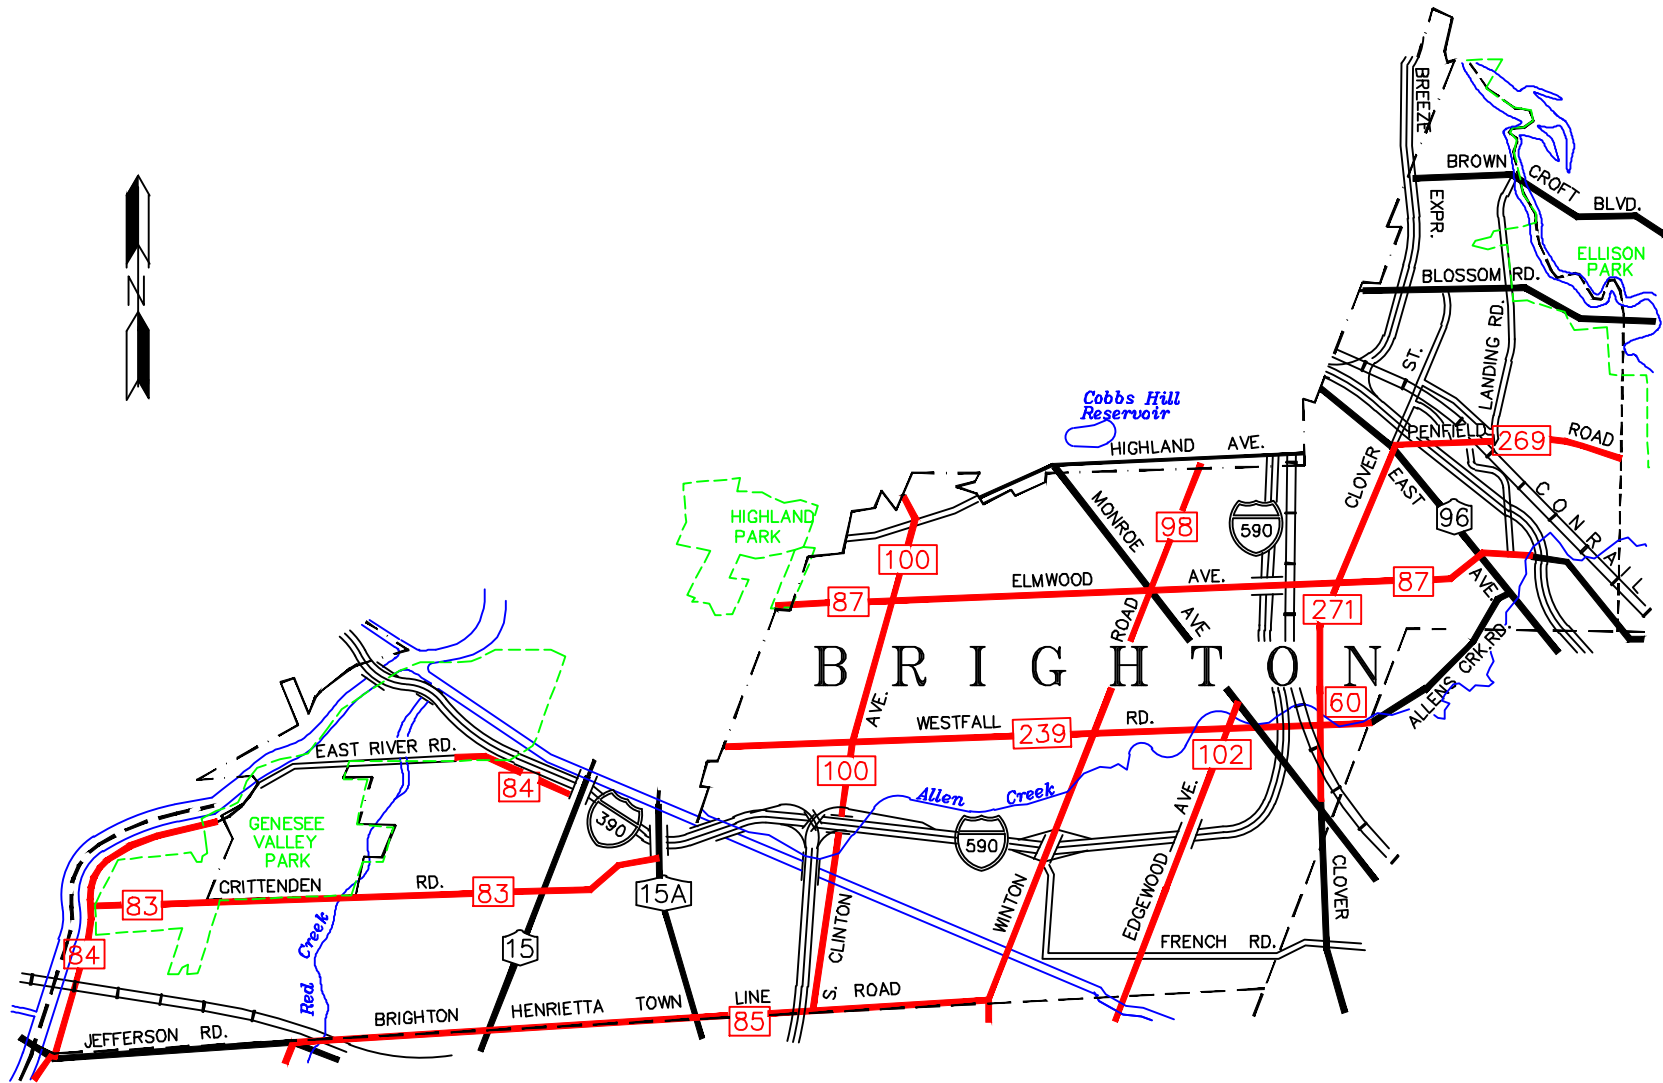 BREEZE
BROWN
CROFT
BLVD.
EXPR.
ELLISON
PARK
BLOSSOM RD.
N
LANDING RD.
ST.
Cobbs Hill
Reservoir
HIGHLAND AVE.
PENFIELD
269
ROAD
CLOVER
EAST
96
CONRAIL
MONROE
98
590
HIGHLAND
PARK
100
ELMWOOD
AVE.
87
87
AVE.
271
ROAD
AVE
BRIGHTON
ALLENS CRK.RD.
60
AVE.
WESTFALL
239
RD.
102
EAST RIVER RD.
84
100
Allen Creek
AVE.
390
590
GENESEE
VALLEY
PARK
CRITTENDEN
RD.
83
83
15A
CLINTON
WINTON
EDGEWOOD
CLOVER
15
84
Red Creek
FRENCH RD.
S.
BRIGHTON HENRIETTA TOWN LINE ROAD
85
JEFFERSON RD.